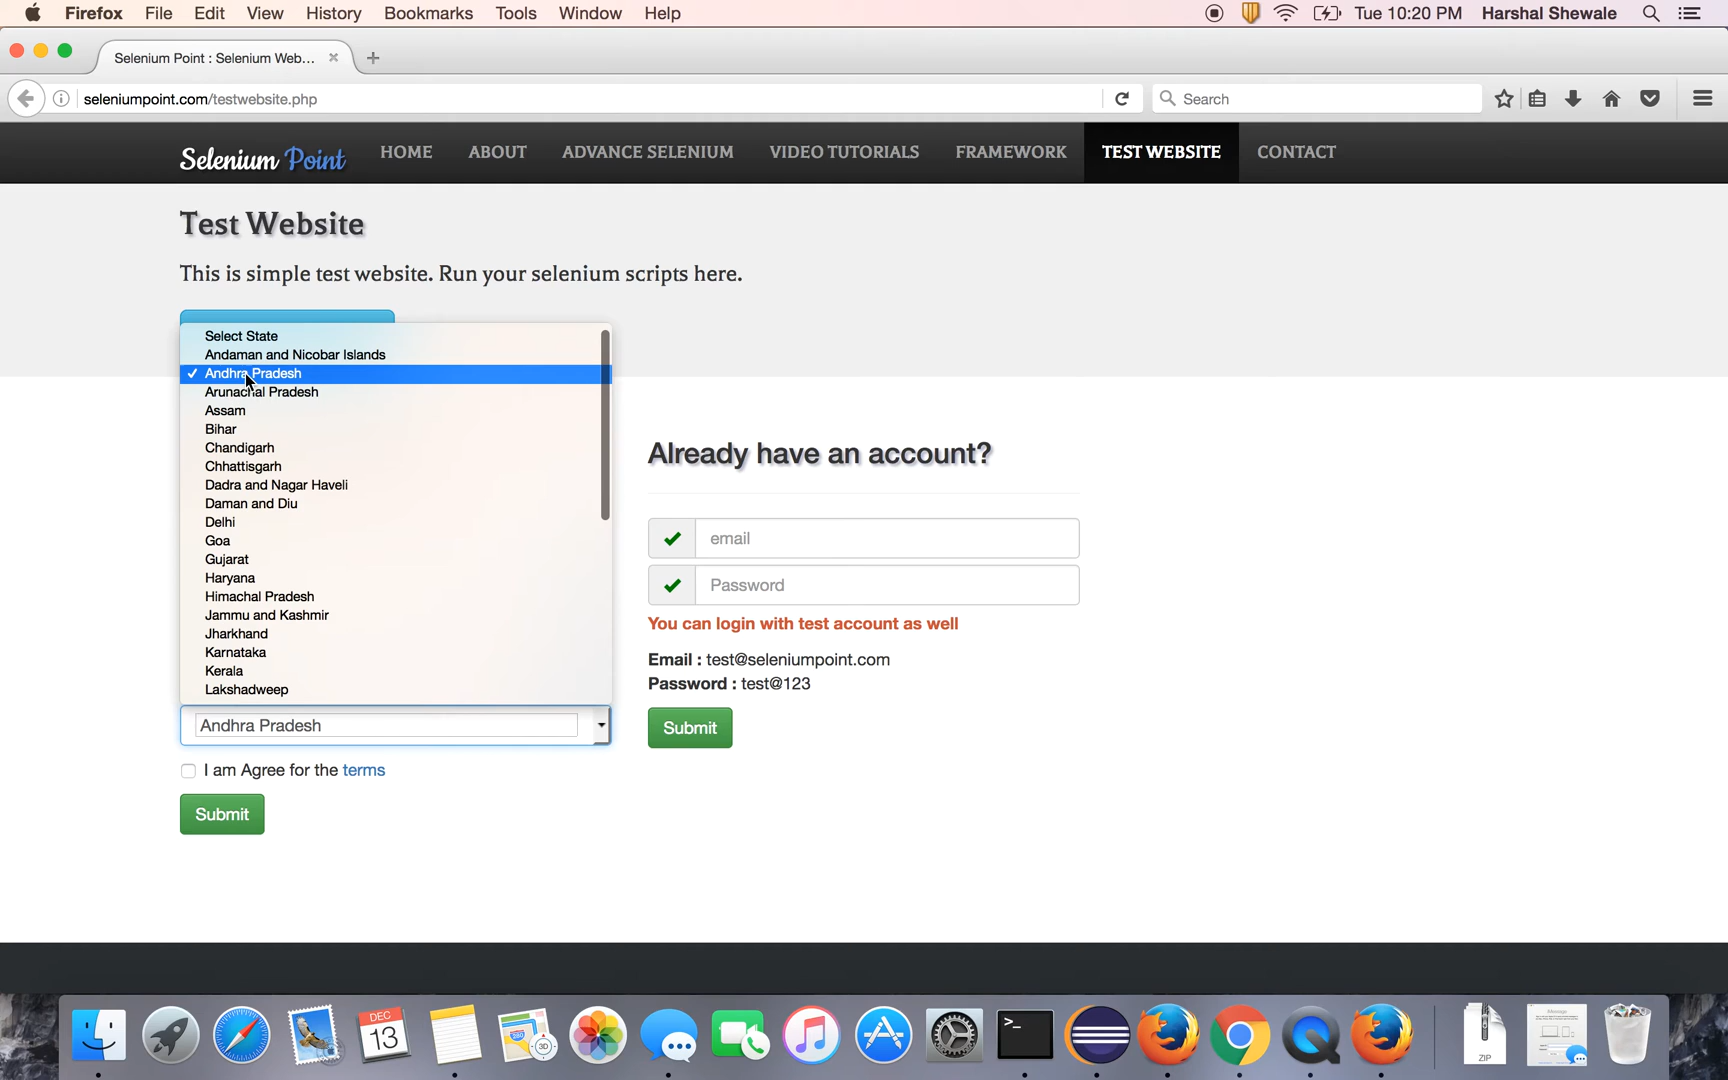 Firefox File Edit View History Bookmarks Tools Window Help Tue 10:20 PM Harshal Shewale
Selenium Point : Selenium Web...
seleniumpoint.com/testwebsite.php Search
Selenium Point HOME ABOUT ADVANCE SELENIUM VIDEO TUTORIALS FRAMEWORK TEST WEBSITE CONTACT
Test Website
This is simple test website. Run your selenium scripts here.
Select State
Andaman and Nicobar Islands
Andhra Pradesh
Arunachal Pradesh
Assam
Bihar
Chandigarh
Chhattisgarh
Dadra and Nagar Haveli
Daman and Diu
Delhi
Goa
Gujarat
Haryana
Himachal Pradesh
Jammu and Kashmir
Jharkhand
Karnataka
Kerala
Lakshadweep
Andhra Pradesh
I am Agree for the terms
Submit
Already have an account?
email
Password
You can login with test account as well
Email : test@seleniumpoint.com
Password : test@123
Submit
DEC
13
3D
>_
ZIP